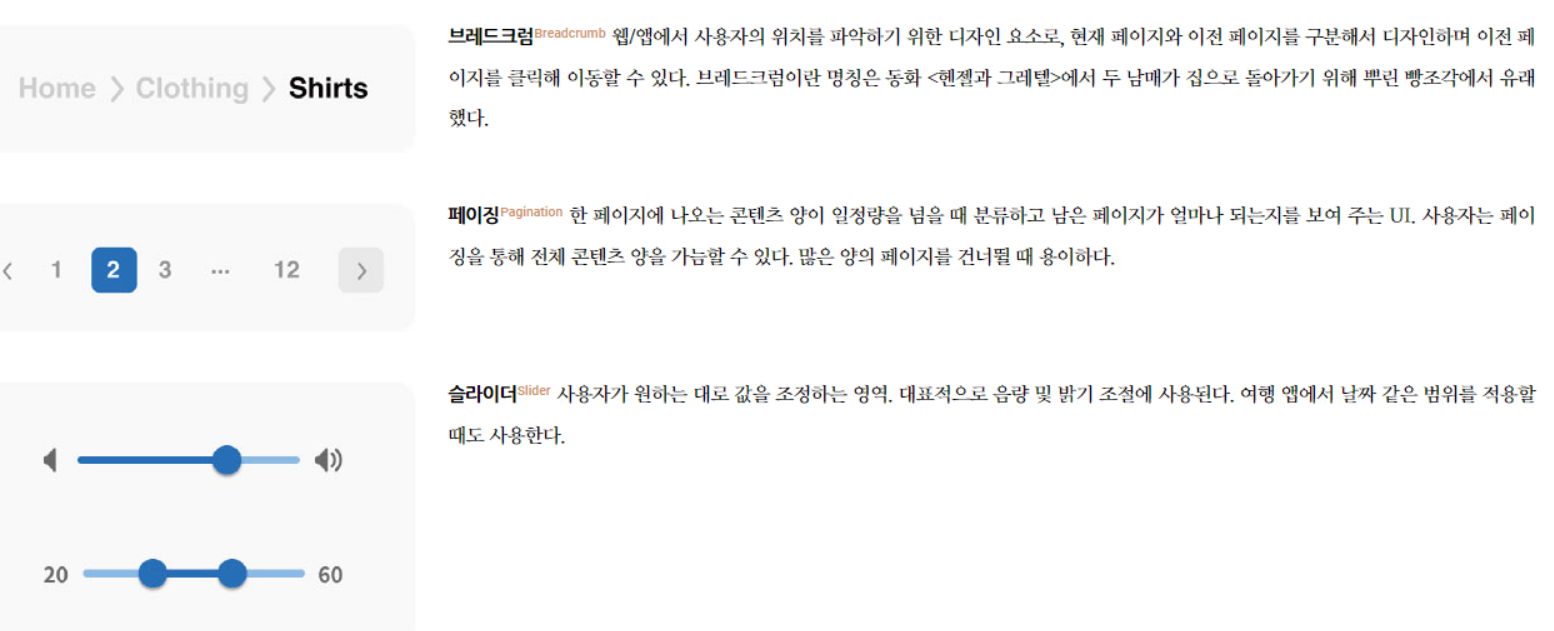 Home > Clothing > Shirts
브레드크럼Breadcrumb 웹/앱에서 사용자의 위치를 파악하기 위한 디자인 요소로, 현재 페이지와 이전 페이지를 구분해서 디자인하며 이전 페
이지를 클릭해 이동할 수 있다. 브레드크럼이란 명칭은 동화 <헨젤과 그레텔>에서 두 남매가 집으로 돌아가기 위해 뿌린 빵조각에서 유래
했다.
< 1 2 3 ... 12 >
페이징Pagination 한 페이지에 나오는 콘텐츠 양이 일정량을 넘을 때 분류하고 남은 페이지가 얼마나 되는지를 보여 주는 UI. 사용자는 페이
징을 통해 전체 콘텐츠 양을 가늠할 수 있다. 많은 양의 페이지를 건너뛸 때 용이하다.
슬라이더Slider 사용자가 원하는 대로 값을 조정하는 영역. 대표적으로 음량 및 밝기 조절에 사용된다. 여행 앱에서 날짜 같은 범위를 적용할
때도 사용한다.
20 60